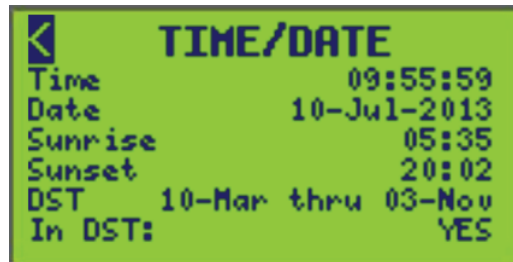 < TIME/DATE
Time 09:55:59
Date 10-Jul-2013
Sunrise 05:35
Sunset 20:02
DST 10-Mar thru 03-Nov
In DST: YES